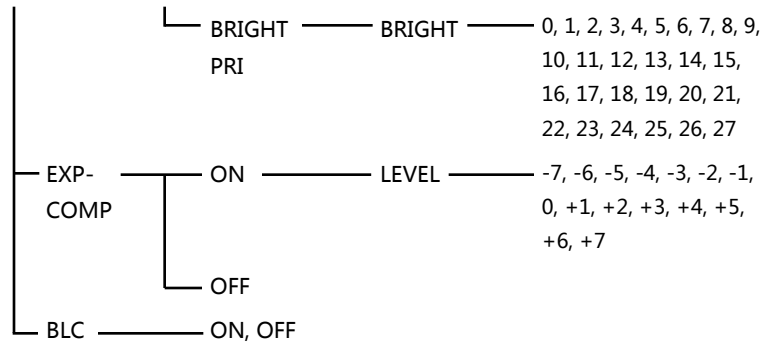 BRIGHT PRI BRIGHT 0, 1, 2, 3, 4, 5, 6, 7, 8, 9,
10, 11, 12, 13, 14, 15,
16, 17, 18, 19, 20, 21,
22, 23, 24, 25, 26, 27
EXP-COMP ON LEVEL -7, -6, -5, -4, -3, -2, -1,
0, +1, +2, +3, +4, +5,
+6, +7
OFF
BLC ON, OFF